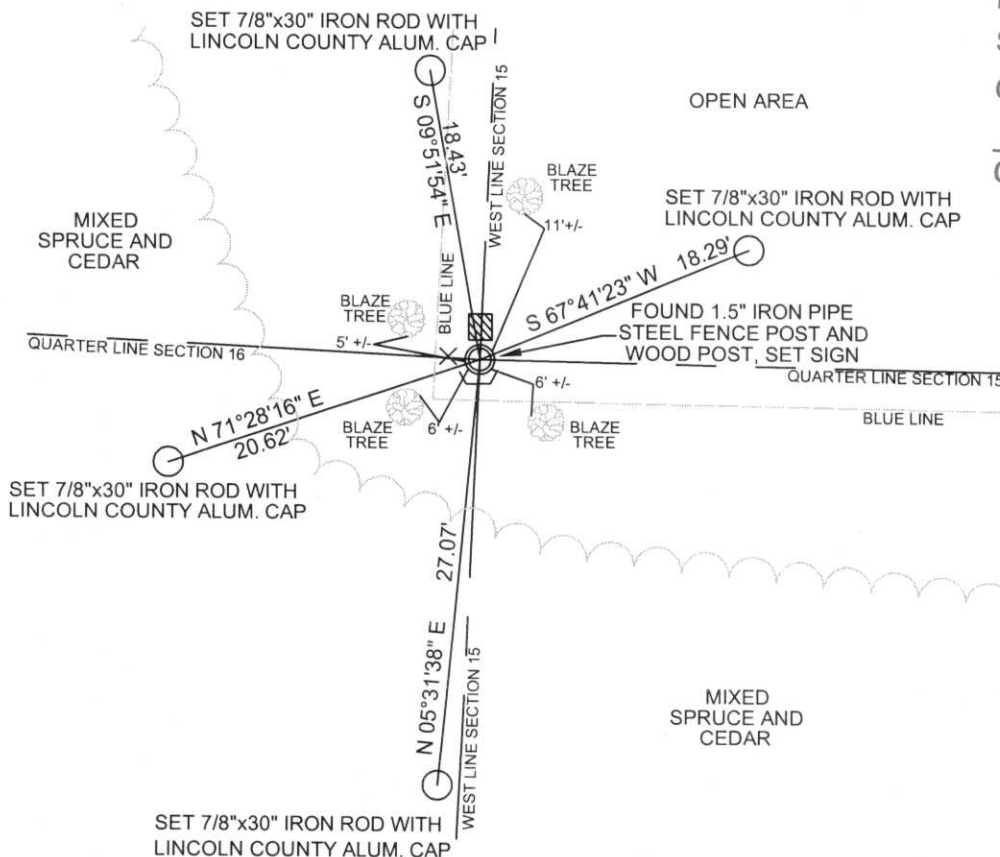 SET 7/8"x30" IRON ROD WITH
LINCOLN COUNTY ALUM. CAP
S 09°51'54" E
18.43'
WEST LINE SECTION 15
OPEN AREA
BLAZE
TREE
11'+/-
SET 7/8"x30" IRON ROD WITH
LINCOLN COUNTY ALUM. CAP
MIXED
SPRUCE AND
CEDAR
S 67°41'23" W 18.29'
BLUE LINE
BLAZE
TREE
5' +/-
FOUND 1.5" IRON PIPE
STEEL FENCE POST AND
WOOD POST, SET SIGN
QUARTER LINE SECTION 16
QUARTER LINE SECTION 15
6' +/-
BLUE LINE
BLAZE
TREE
6' +/-
BLAZE
TREE
N 71°28'16" E
20.62'
SET 7/8"x30" IRON ROD WITH
LINCOLN COUNTY ALUM. CAP
27.07'
N 05°31'38" E
WEST LINE SECTION 15
MIXED
SPRUCE AND
CEDAR
SET 7/8"x30" IRON ROD WITH
LINCOLN COUNTY ALUM. CAP